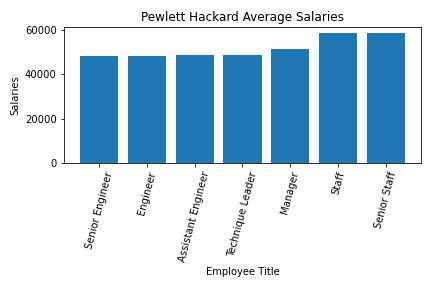 Pewlett Hackard Average Salaries
60000
40000
20000
0
Salaries
Senior Engineer
Engineer
Assistant Engineer
Technique Leader
Manager
Staff
Senior Staff
Employee Title